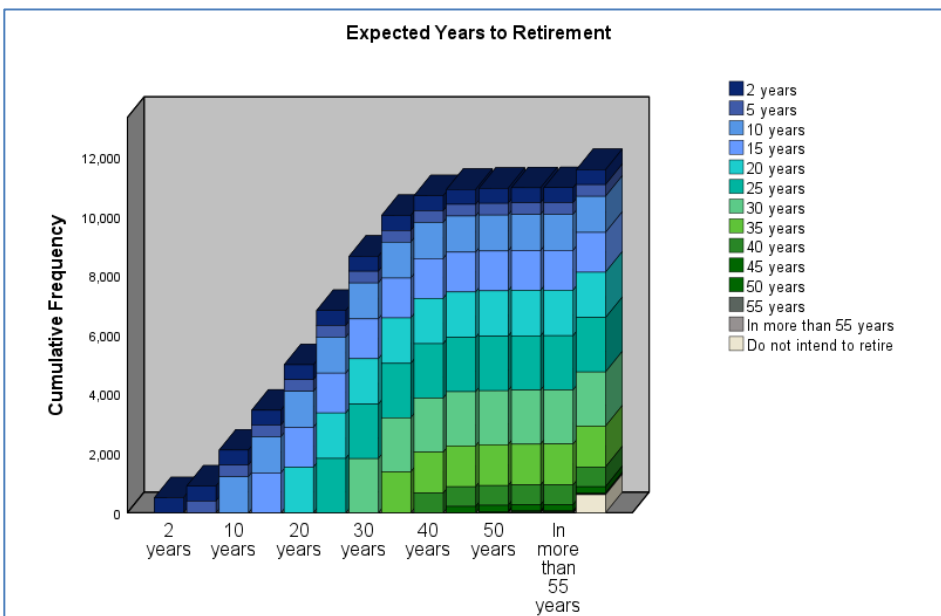 Expected Years to Retirement
Cumulative Frequency
12,000
10,000
8,000
6,000
4,000
2,000
0
2
years
10
years
20
years
30
years
40
years
50
years
In
more
than
55
years
2 years
5 years
10 years
15 years
20 years
25 years
30 years
35 years
40 years
45 years
50 years
55 years
In more than 55 years
Do not intend to retire